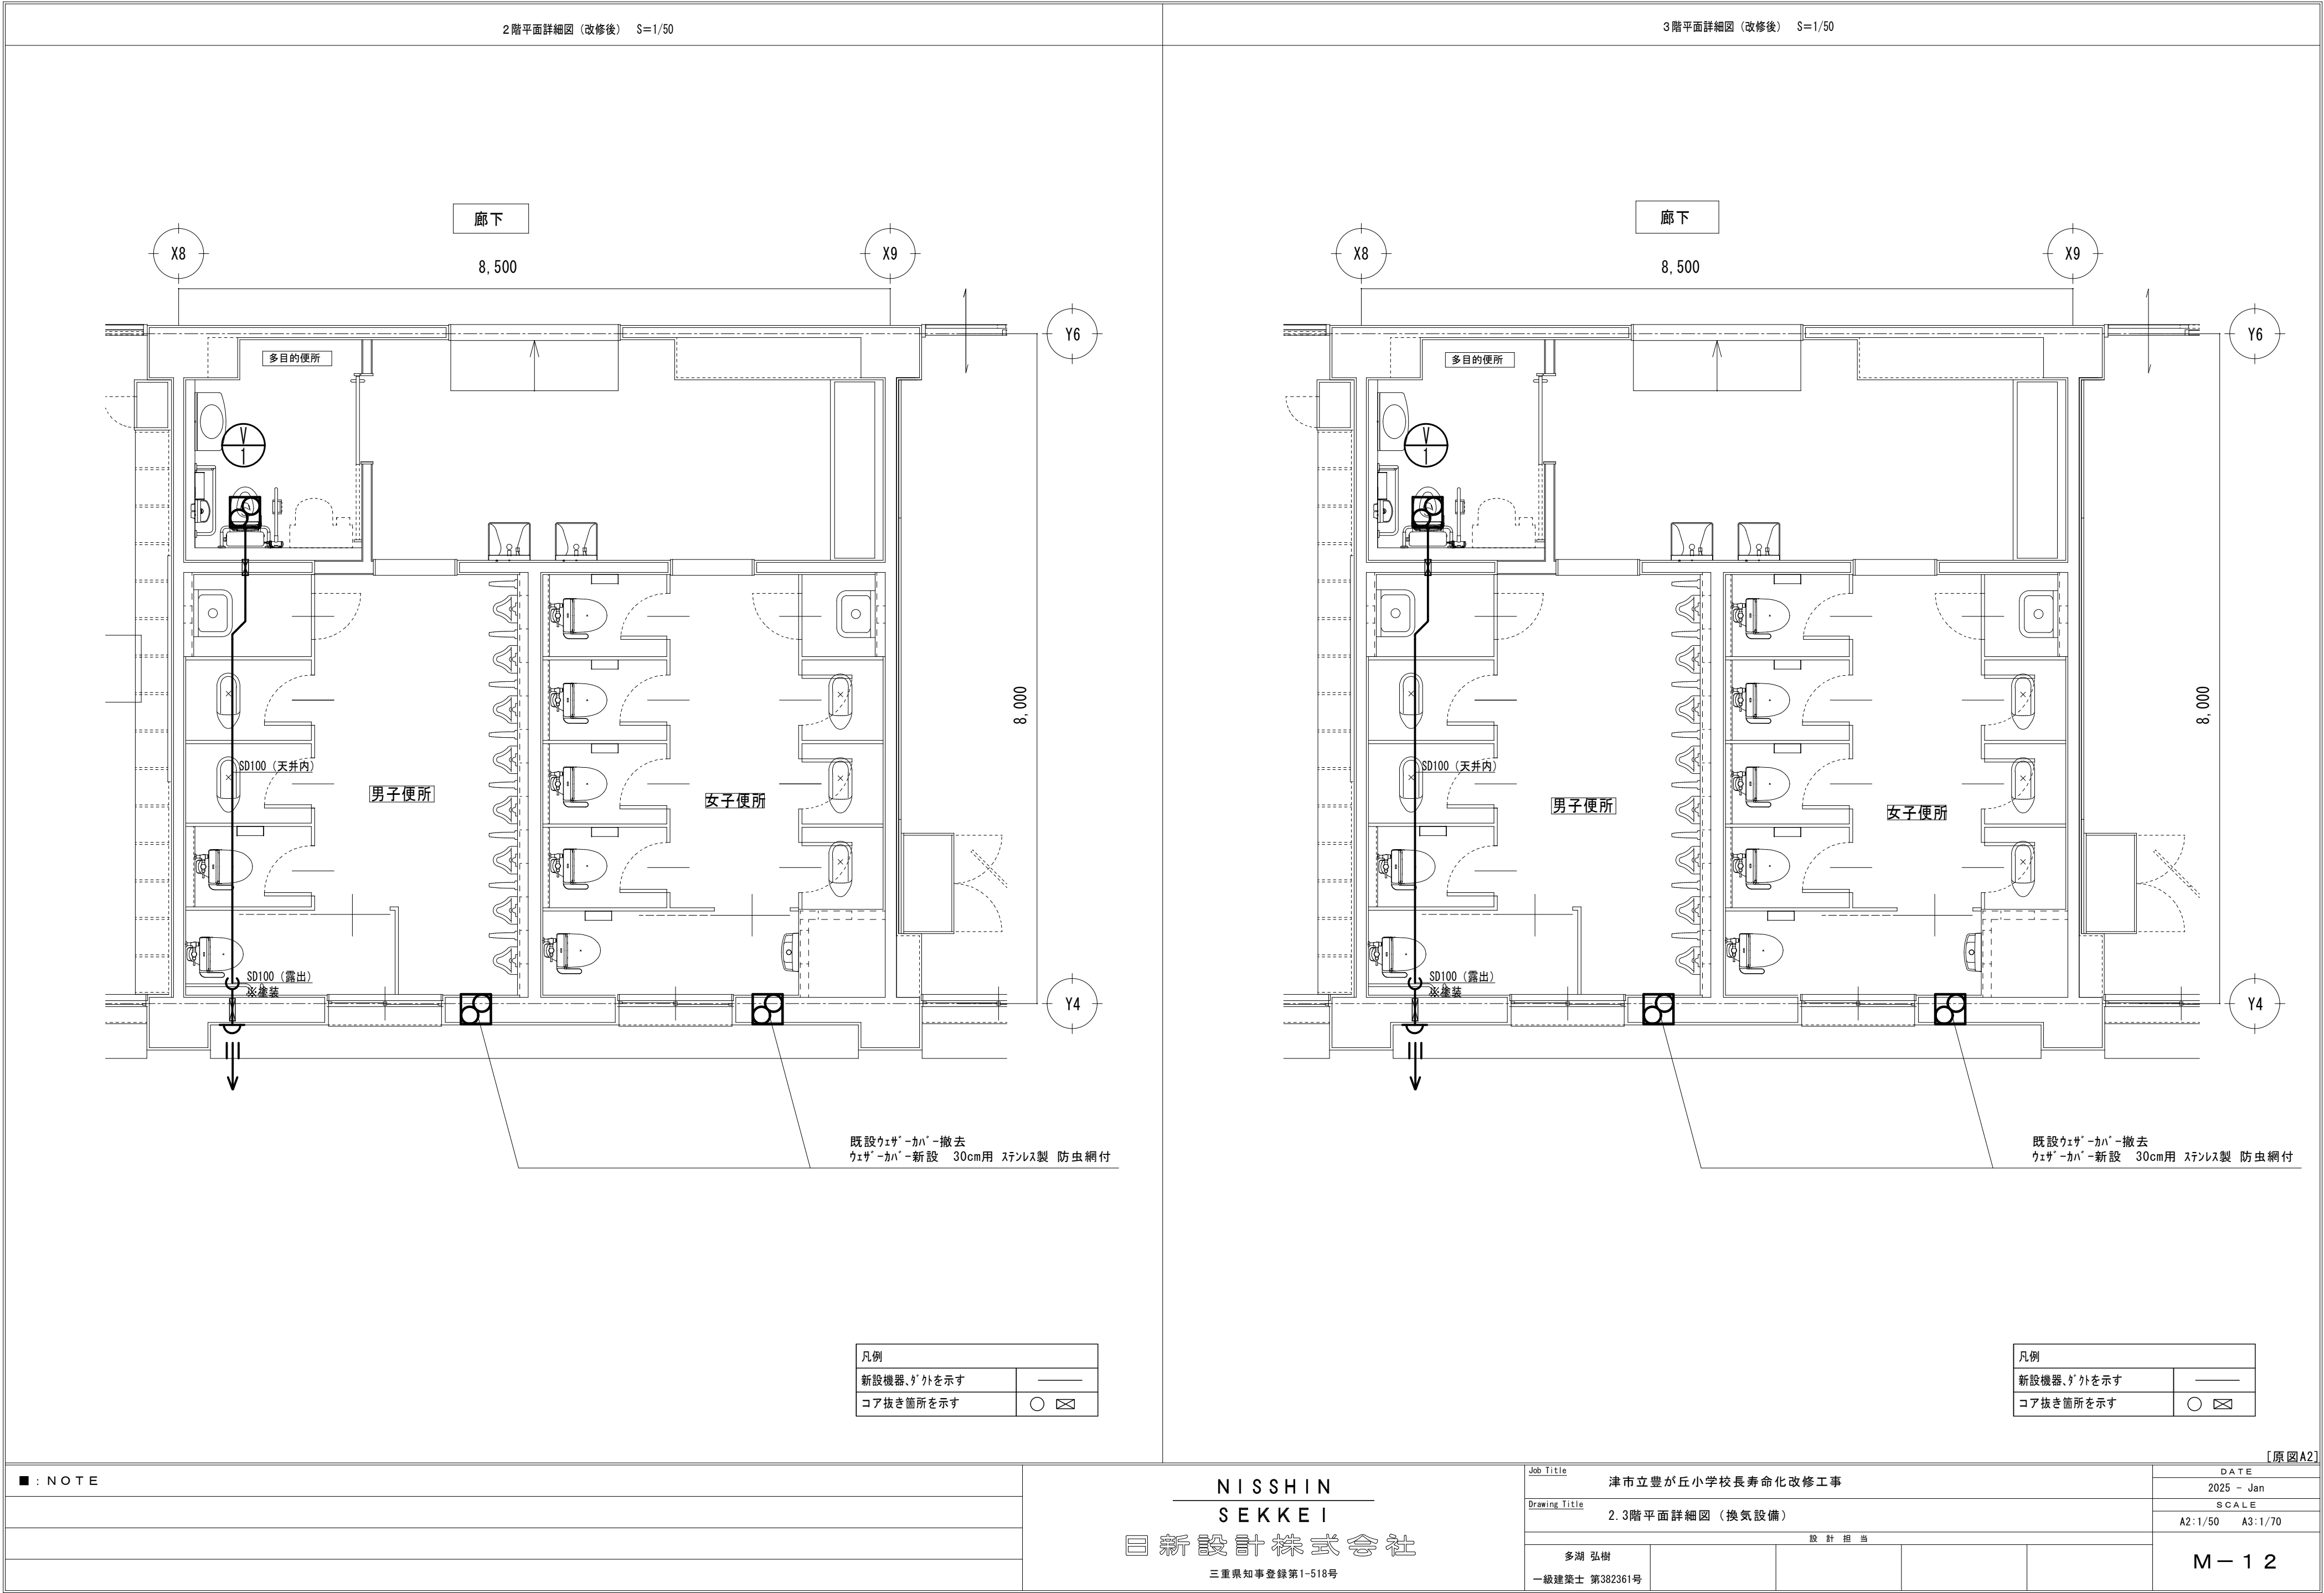 2階平面詳細図（改修後） S=1/50
廊下
X8
X9
8,500
Y6
多目的便所
V
1
8,000
SD100（天井内）
男子便所
女子便所
SD100（露出）
※塗装
Y4
既設ｳｪｻﾞｰｶﾊﾞｰ撤去
ｳｪｻﾞｰｶﾊﾞｰ新設 30cm用 ｽﾃﾝﾚｽ製 防虫網付
凡例
新設機器､ﾀﾞｸﾄを示す
コア抜き箇所を示す
3階平面詳細図（改修後） S=1/50
廊下
X8
X9
8,500
Y6
多目的便所
V
1
8,000
SD100（天井内）
男子便所
女子便所
SD100（露出）
※塗装
Y4
既設ｳｪｻﾞｰｶﾊﾞｰ撤去
ｳｪｻﾞｰｶﾊﾞｰ新設 30cm用 ｽﾃﾝﾚｽ製 防虫網付
凡例
新設機器､ﾀﾞｸﾄを示す
コア抜き箇所を示す
[原図A2]
■：NOTE
NISSHIN
SEKKEI
日新設計株式会社
三重県知事登録第1-518号
Job Title
津市立豊が丘小学校長寿命化改修工事
Drawing Title
2.3階平面詳細図（換気設備）
設計担当
多湖 弘樹
一級建築士 第382361号
DATE
2025 - Jan
SCALE
A2:1/50 A3:1/70
M－12